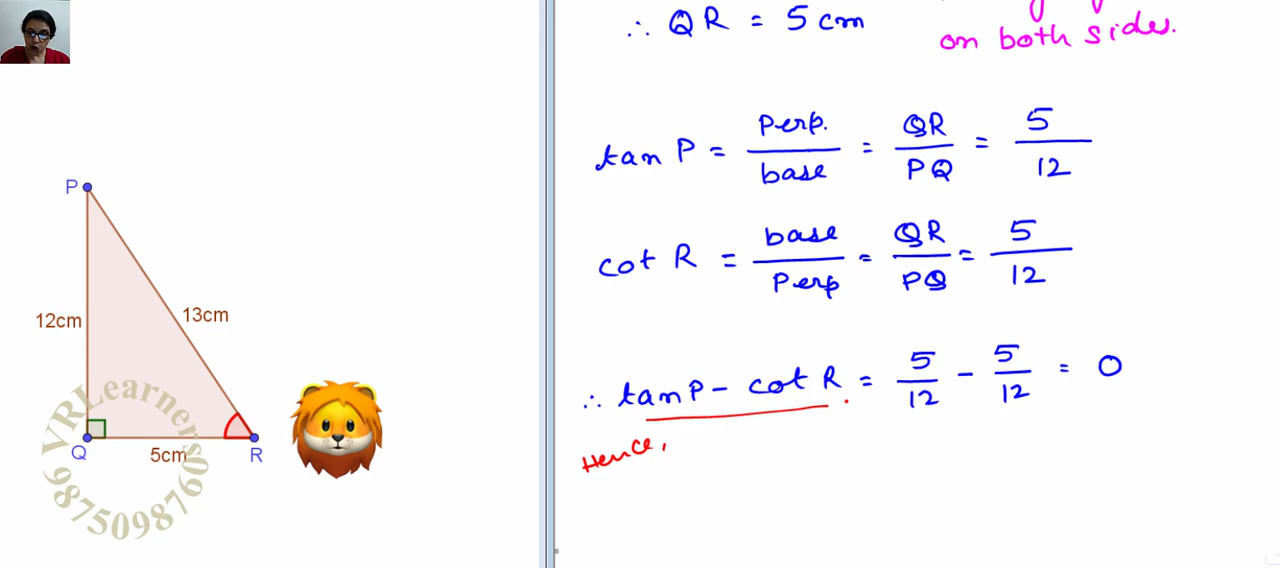 ∴ QR = 5 cm
on both sides.
tan P = Perp. / base = QR / PQ = 5 / 12
cot R = base / Perp = QR / PQ = 5 / 12
∴ tan P - cot R = 5/12 - 5/12 = 0
Hence,
P
12cm
13cm
Q
5cm
R
VRLearners
9875098760